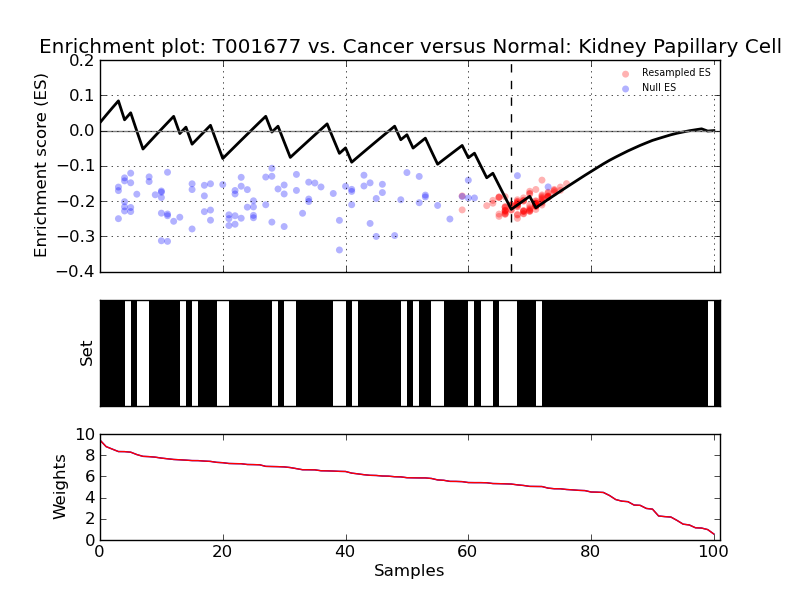 Enrichment plot: T001677 vs. Cancer versus Normal: Kidney Papillary Cell
0.2
0.1
0.0
−0.1
−0.2
−0.3
−0.4
Enrichment score (ES)
Resampled ES
Null ES
Set
10
8
6
4
2
0
Weights
0 20 40 60 80 100
Samples